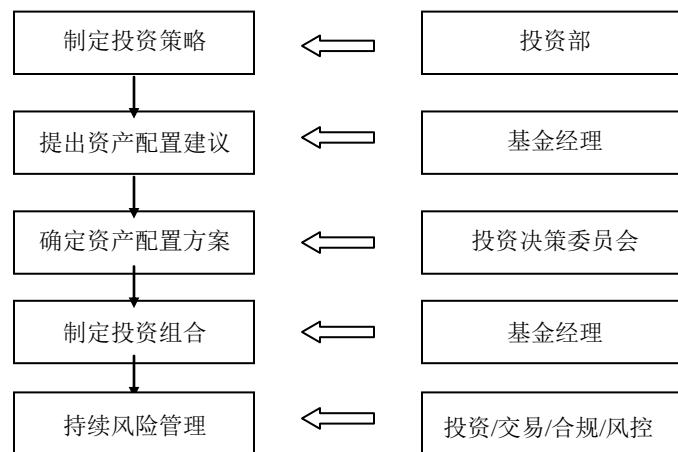 制定投资策略
投资部
提出资产配置建议
基金经理
确定资产配置方案
投资决策委员会
制定投资组合
基金经理
持续风险管理
投资/交易/合规/风控